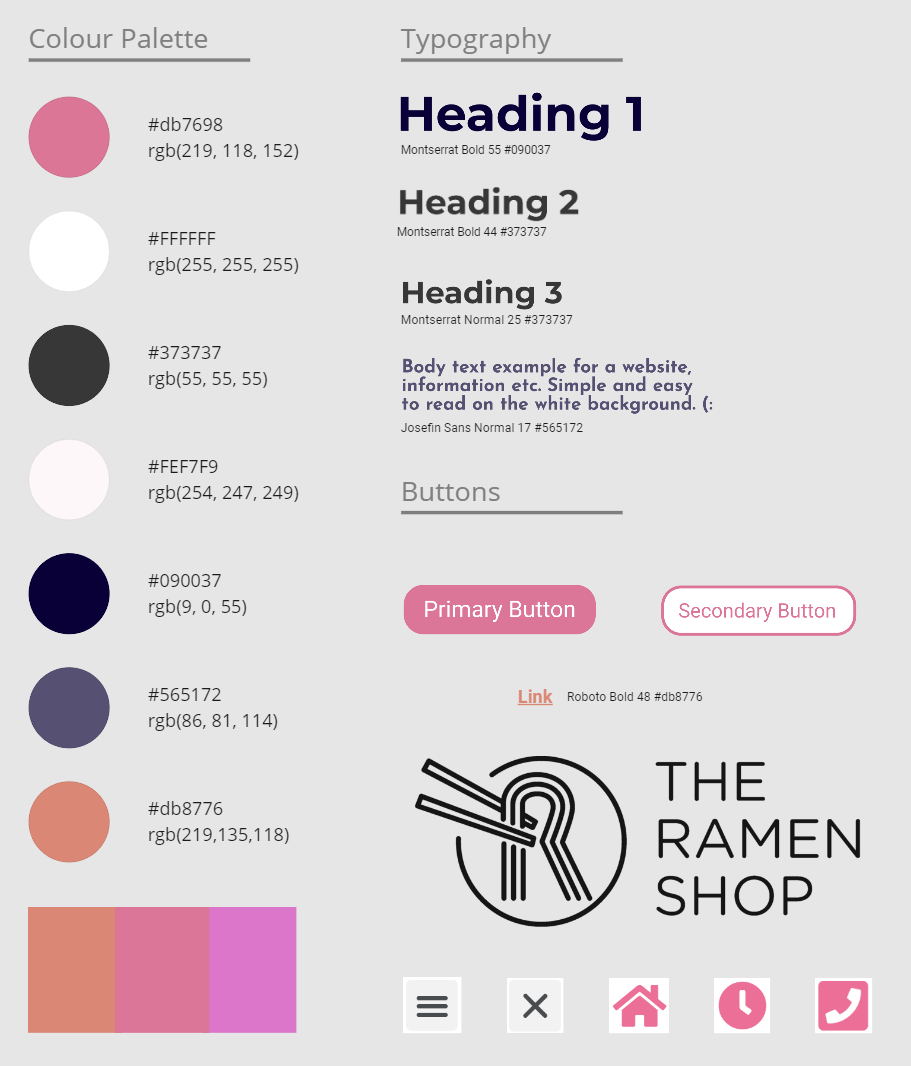 Colour Palette
#db7698
rgb(219, 118, 152)
#FFFFFF
rgb(255, 255, 255)
#373737
rgb(55, 55, 55)
#FEF7F9
rgb(254, 247, 249)
#090037
rgb(9, 0, 55)
#565172
rgb(86, 81, 114)
#db8776
rgb(219,135,118)
Typography
Heading 1
Montserrat Bold 55 #090037
Heading 2
Montserrat Bold 44 #373737
Heading 3
Montserrat Normal 25 #373737
Body text example for a website,
information etc. Simple and easy
to read on the white background. (:
Josefin Sans Normal 17 #565172
Buttons
Primary Button
Secondary Button
Link
Roboto Bold 48 #db8776
THE
RAMEN
SHOP